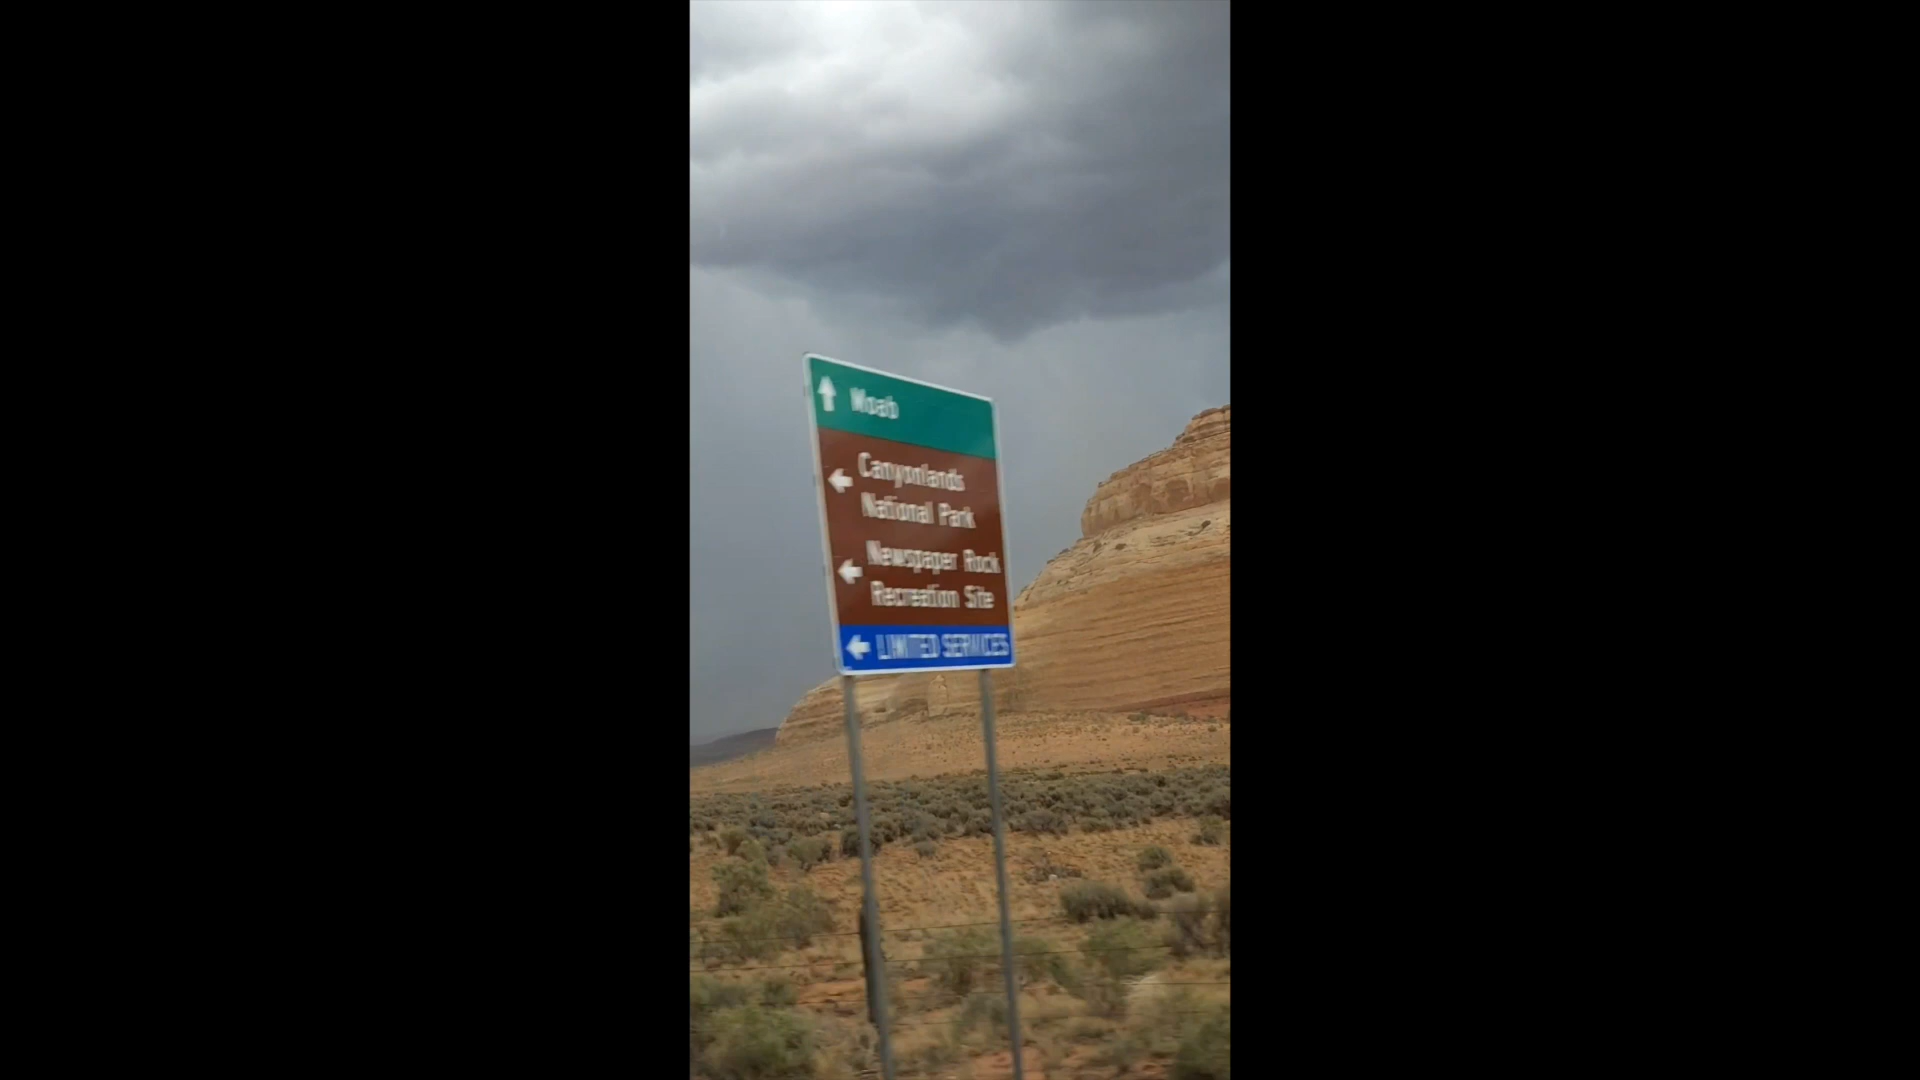 Moab
Canyonlands
National Park
Newspaper Rock
Recreation Site
LIMITED SERVICES